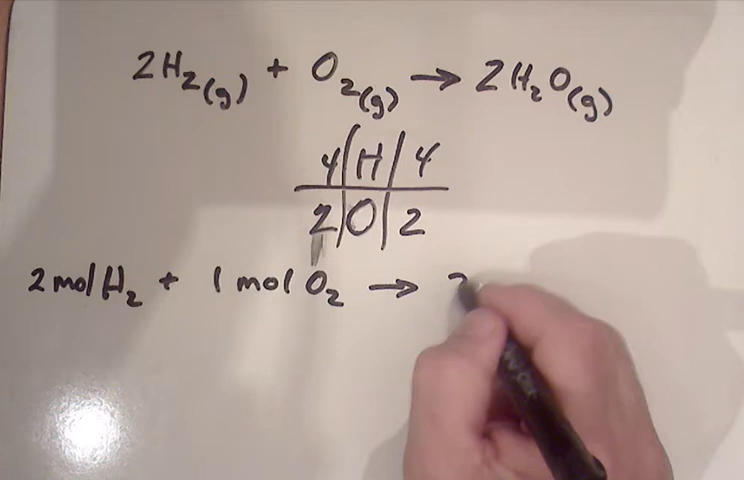 2H2(g) + O2(g) → 2H2O(g)
4 | H | 4
2 | O | 2
2 mol H2 + 1 mol O2 →